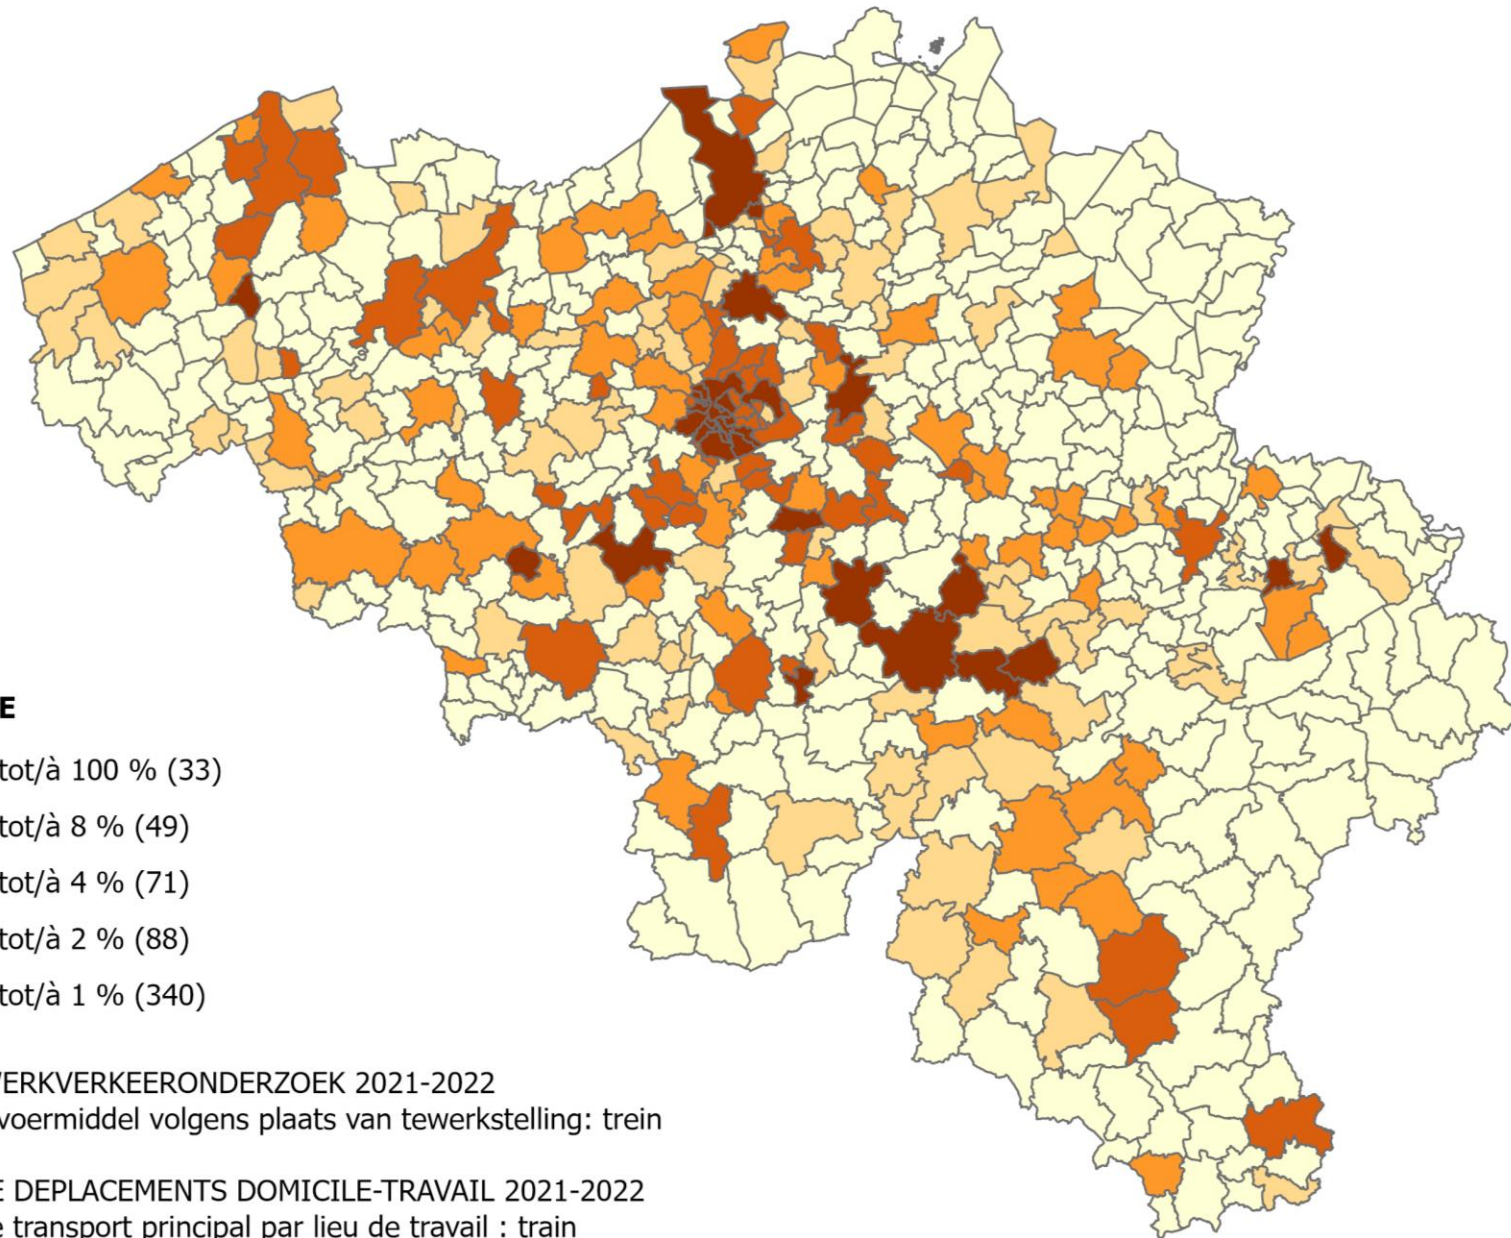 E
tot/à 100 % (33)
tot/à 8 % (49)
tot/à 4 % (71)
tot/à 2 % (88)
tot/à 1 % (340)
WERKVERKEERONDERZOEK 2021-2022
voermiddel volgens plaats van tewerkstelling: trein
E DEPLACEMENTS DOMICILE-TRAVAIL 2021-2022
e transport principal par lieu de travail : train